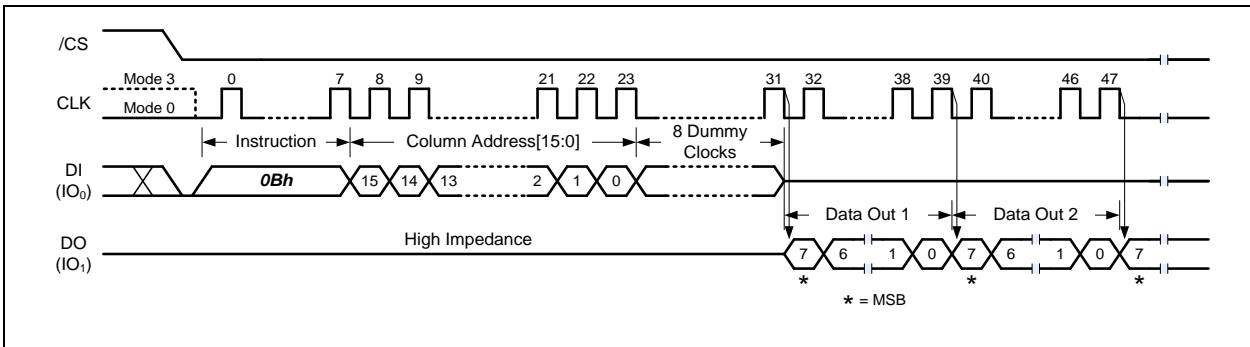 /CS
Mode 3
Mode 0
CLK
0 7 8 9 21 22 23 31 32 38 39 40 46 47
Instruction
Column Address[15:0]
8 Dummy
Clocks
DI
(IO₀)
0Bh
15 14 13 2 1 0
Data Out 1
Data Out 2
DO
(IO₁)
High Impedance
7 6 1 0 7 6 1 0 7
* * *
* = MSB